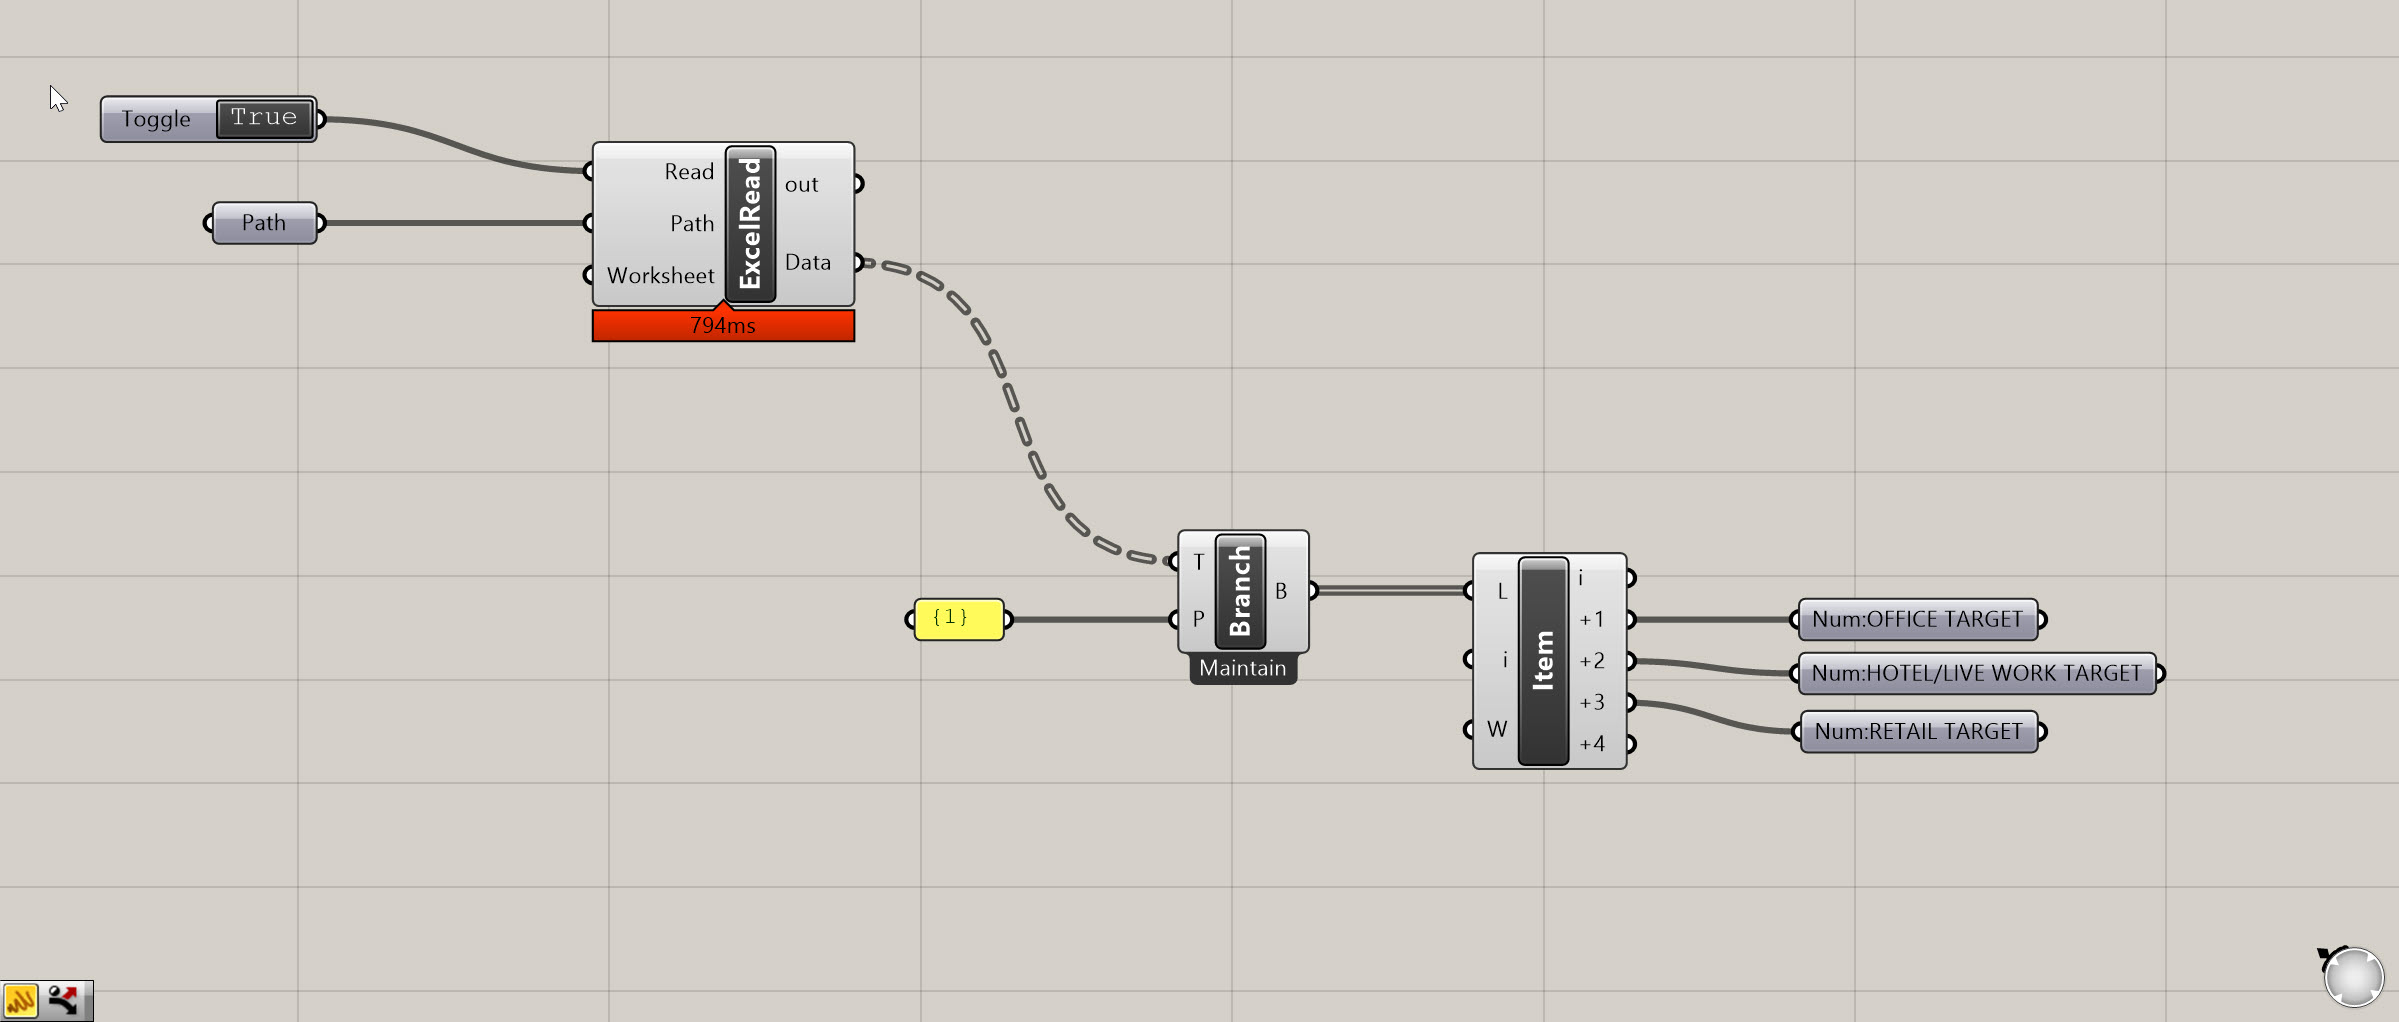 Toggle True
Path
Read
Path
Worksheet
ExcelRead
out
Data
794ms
{1}
T
P
Branch
B
Maintain
L
i
W
Item
i
+1
+2
+3
+4
Num:OFFICE TARGET
Num:HOTEL/LIVE WORK TARGET
Num:RETAIL TARGET